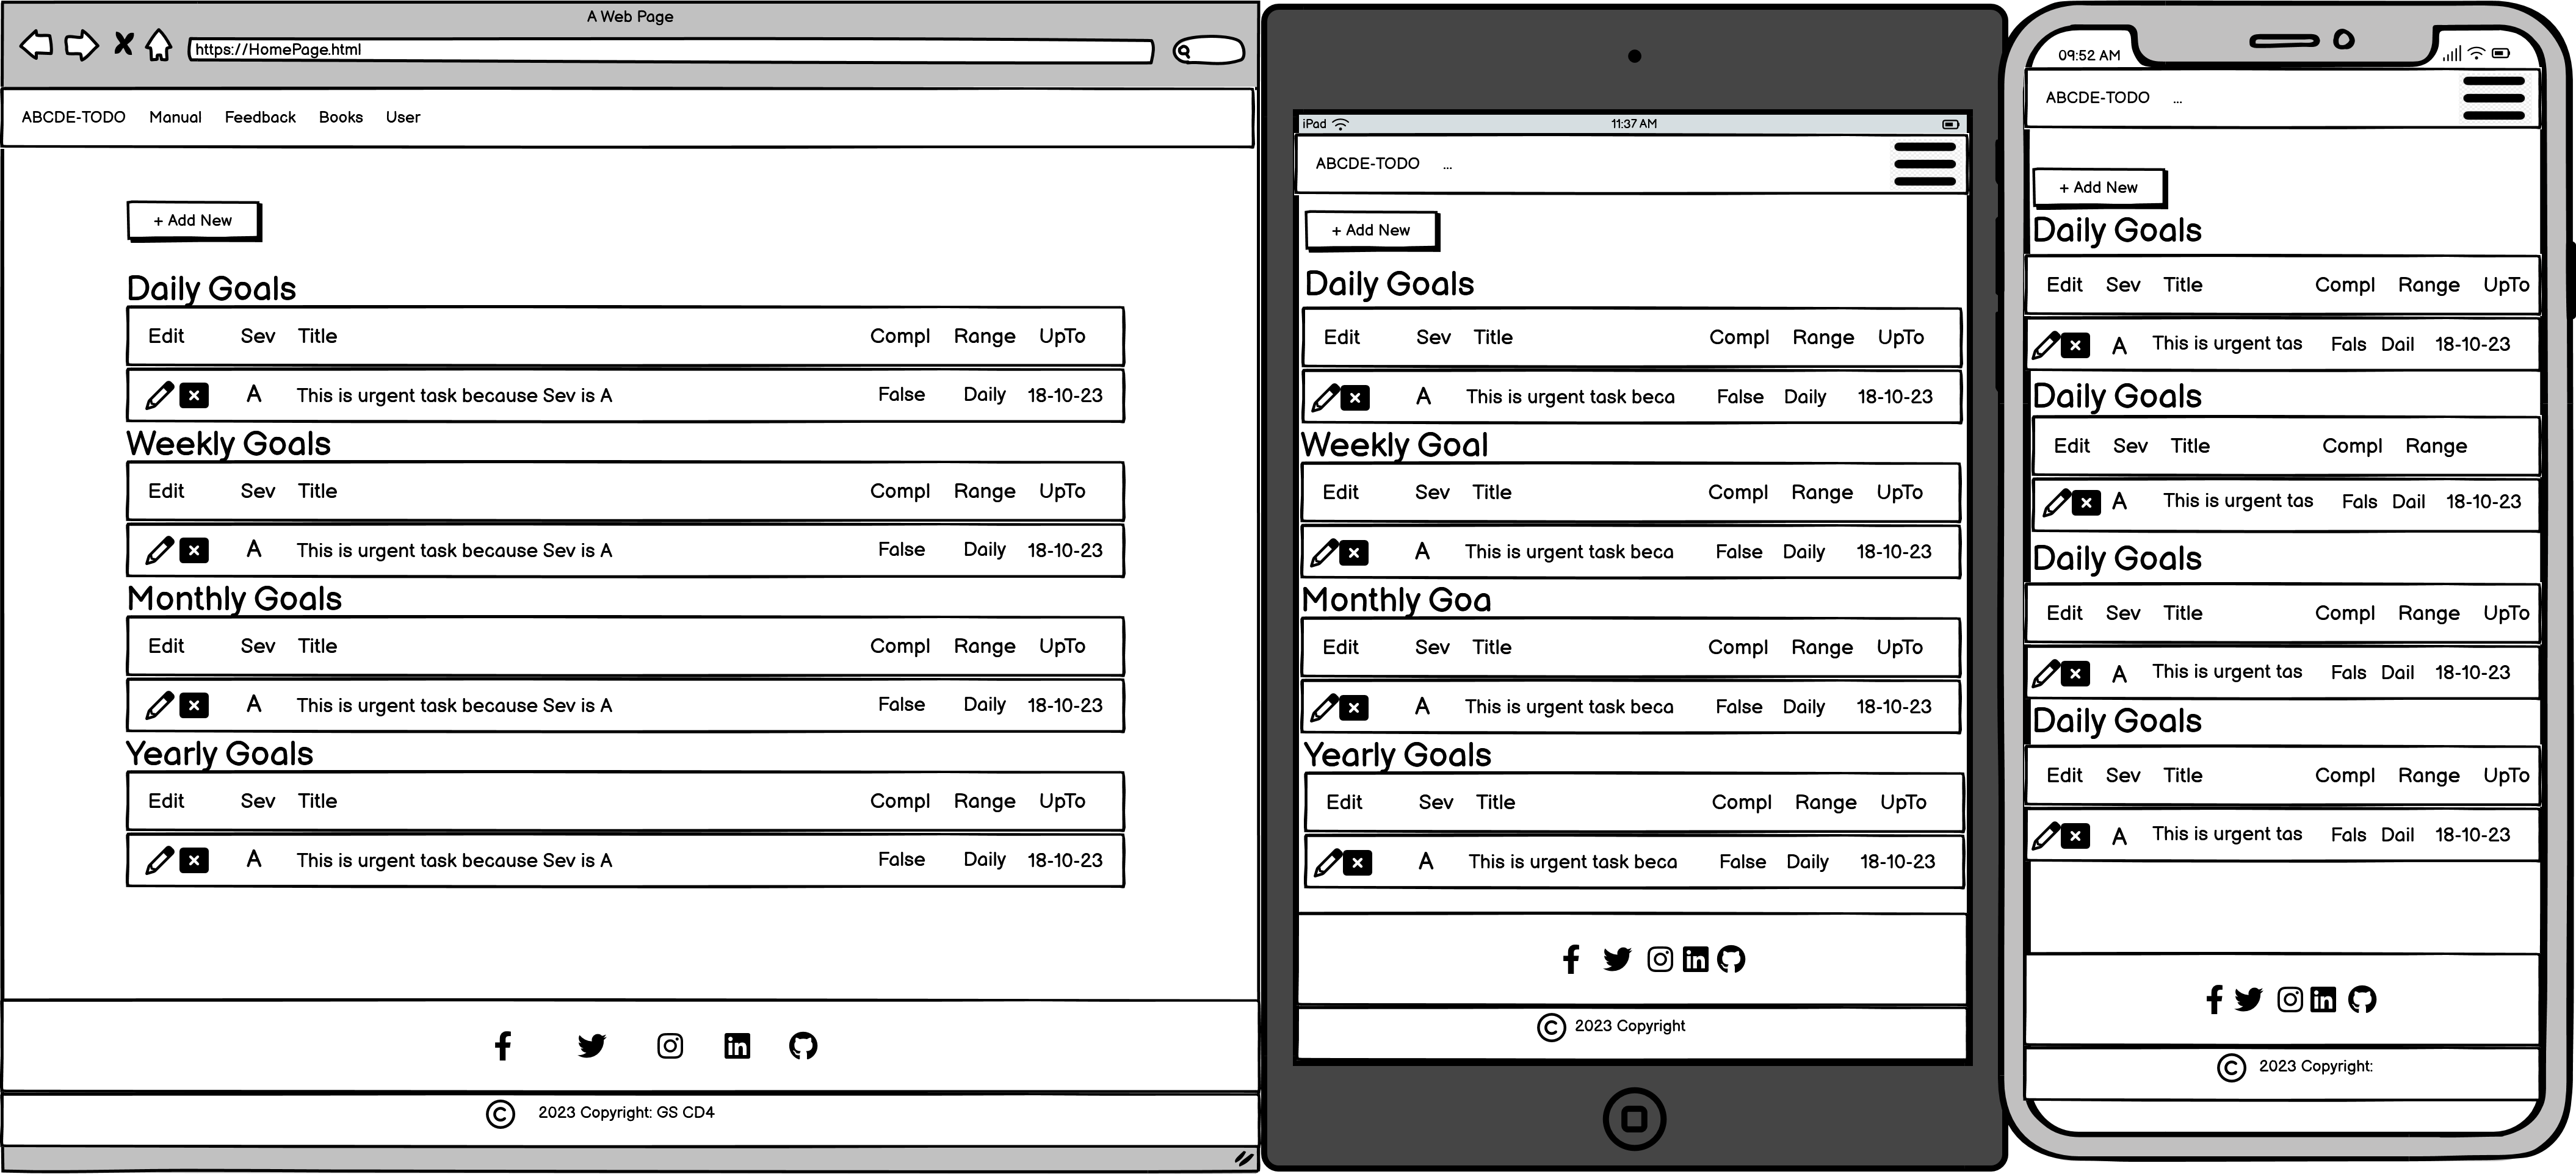 A Web Page
https://HomePage.html
ABCDE-TODO Manual Feedback Books User
+ Add New
Daily Goals
Edit Sev Title Compl Range UpTo
A This is urgent task because Sev is A False Daily 18-10-23
Weekly Goals
Edit Sev Title Compl Range UpTo
A This is urgent task because Sev is A False Daily 18-10-23
Monthly Goals
Edit Sev Title Compl Range UpTo
A This is urgent task because Sev is A False Daily 18-10-23
Yearly Goals
Edit Sev Title Compl Range UpTo
A This is urgent task because Sev is A False Daily 18-10-23
© 2023 Copyright: GS CD4
iPad 11:37 AM
ABCDE-TODO ...
+ Add New
Daily Goals
Edit Sev Title Compl Range UpTo
A This is urgent task beca False Daily 18-10-23
Weekly Goal
Edit Sev Title Compl Range UpTo
A This is urgent task beca False Daily 18-10-23
Monthly Goa
Edit Sev Title Compl Range UpTo
A This is urgent task beca False Daily 18-10-23
Yearly Goals
Edit Sev Title Compl Range UpTo
A This is urgent task beca False Daily 18-10-23
© 2023 Copyright
09:52 AM
ABCDE-TODO ...
+ Add New
Daily Goals
Edit Sev Title Compl Range UpTo
A This is urgent tas Fals Dail 18-10-23
Daily Goals
Edit Sev Title Compl Range
A This is urgent tas Fals Dail 18-10-23
Daily Goals
Edit Sev Title Compl Range UpTo
A This is urgent tas Fals Dail 18-10-23
Daily Goals
Edit Sev Title Compl Range UpTo
A This is urgent tas Fals Dail 18-10-23
© 2023 Copyright: